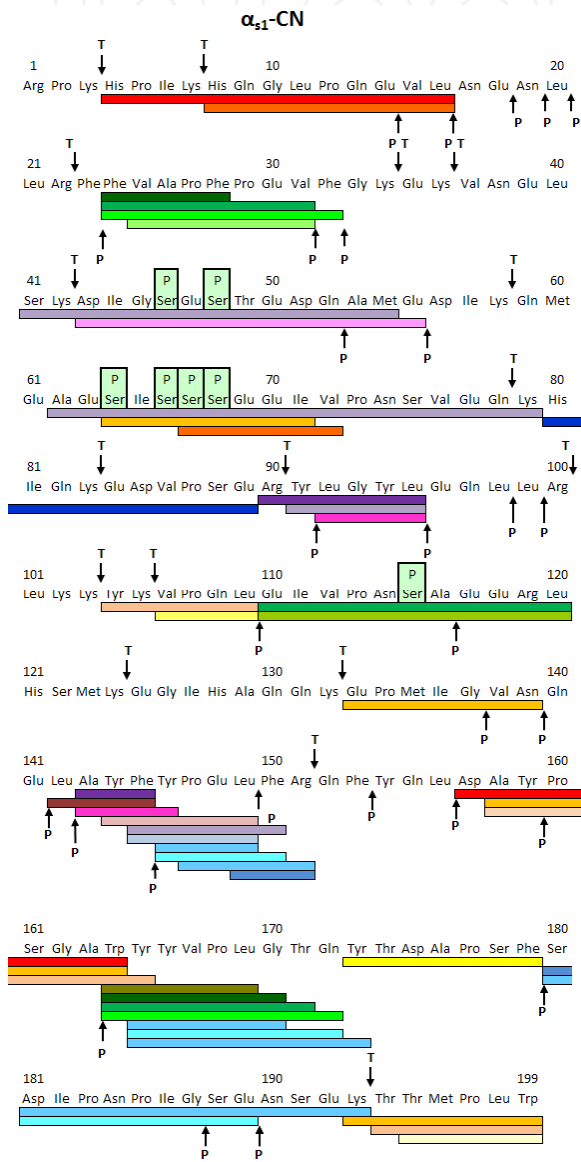 αs1-CN
T T
1 10 20
Arg Pro Lys His Pro Ile Lys His Gln Gly Leu Pro Gln Glu Val Leu Asn Glu Asn Leu
P P P
T P T P T
21 30 40
Leu Arg Phe Phe Val Ala Pro Phe Pro Glu Val Phe Gly Lys Glu Lys Val Asn Glu Leu
P P P
T T
41 P P 50 60
Ser Lys Asp Ile Gly Ser Glu Ser Thr Glu Asp Gln Ala Met Glu Asp Ile Lys Gln Met
P P
T
61 P P P P 70 80
Glu Ala Glu Ser Ile Ser Ser Ser Glu Glu Ile Val Pro Asn Ser Val Glu Gln Lys His
T T T
81 90 100
Ile Gln Lys Glu Asp Val Pro Ser Glu Arg Tyr Leu Gly Tyr Leu Glu Gln Leu Leu Arg
P P P P
T T
101 110 P 120
Leu Lys Lys Tyr Lys Val Pro Gln Leu Glu Ile Val Pro Asn Ser Ala Glu Glu Arg Leu
P P
T T
121 130 140
His Ser Met Lys Glu Gly Ile His Ala Gln Gln Lys Glu Pro Met Ile Gly Val Asn Gln
P P
T
141 150 160
Glu Leu Ala Tyr Phe Tyr Pro Glu Leu Phe Arg Gln Phe Tyr Gln Leu Asp Ala Tyr Pro
P P P P
P
P
P
161 170 180
Ser Gly Ala Trp Tyr Tyr Val Pro Leu Gly Thr Gln Tyr Thr Asp Ala Pro Ser Phe Ser
P P
T
181 190 199
Asp Ile Pro Asn Pro Ile Gly Ser Glu Asn Ser Glu Lys Thr Thr Met Pro Leu Trp
P P